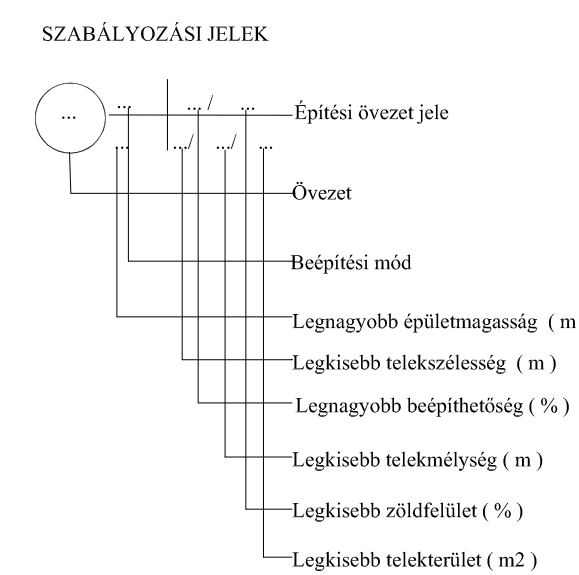 SZABÁLYOZÁSI JELEK
... ... .../ ...
Építési övezet jele
... .../ .../ ...
Övezet
Beépítési mód
Legnagyobb épületmagasság ( m
Legkisebb telekszélesség ( m )
Legnagyobb beépíthetőség ( % )
Legkisebb telekmélység ( m )
Legkisebb zöldfelület ( % )
Legkisebb telekterület ( m2 )